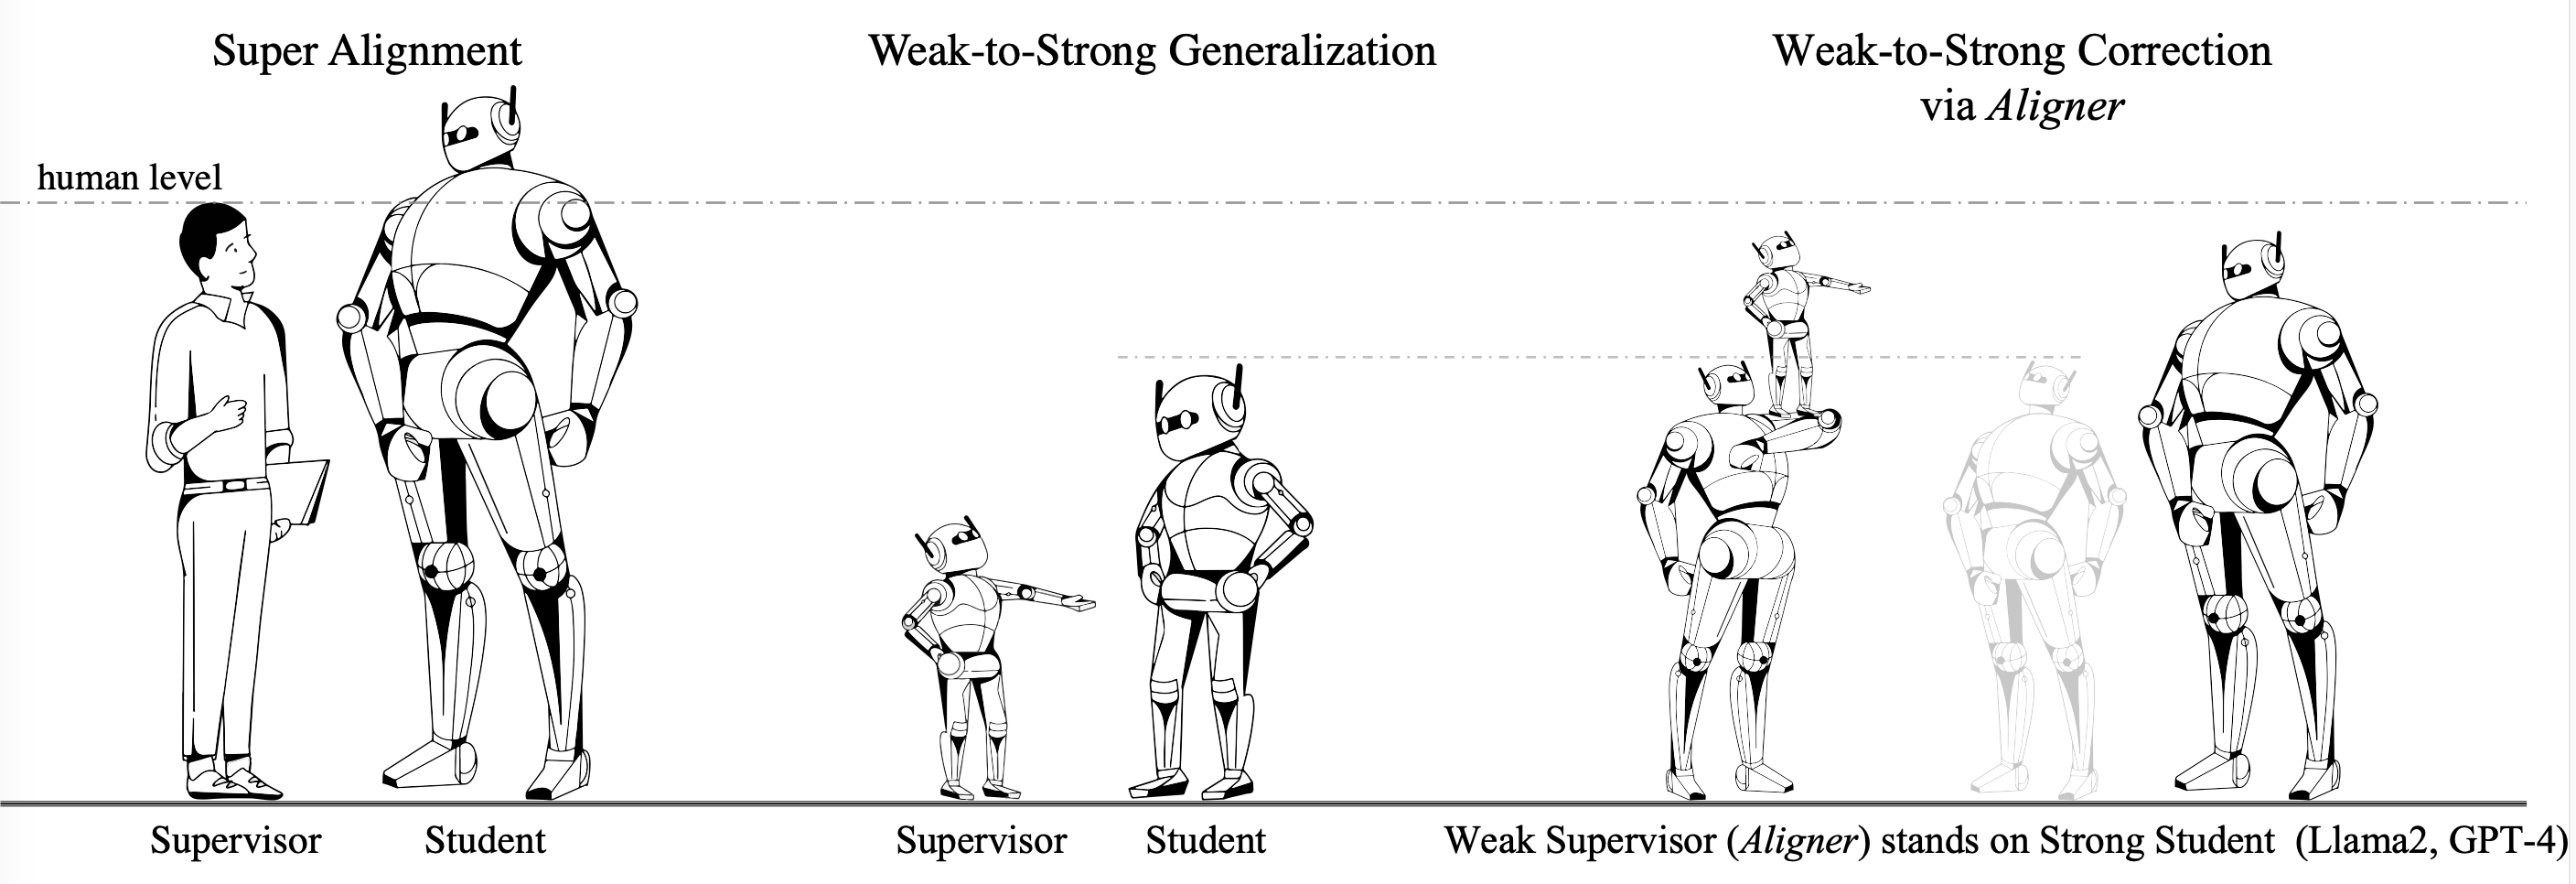 Super Alignment
Weak-to-Strong Generalization
Weak-to-Strong Correction
via Aligner
human level
Supervisor
Student
Supervisor
Student
Weak Supervisor (Aligner) stands on Strong Student (Llama2, GPT-4)